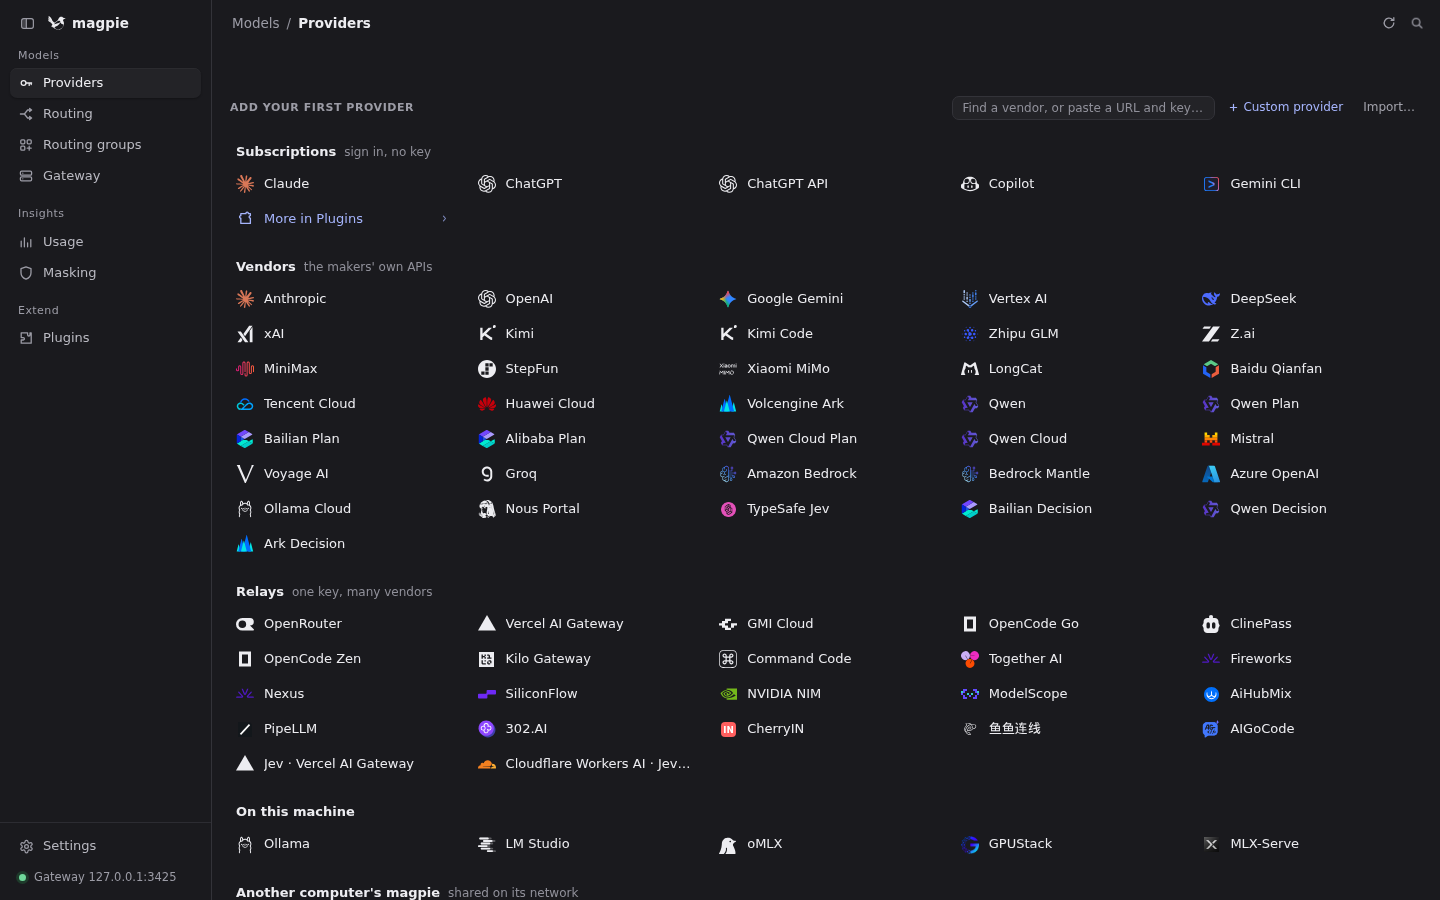 magpie
Models / Providers
Models
Providers
Routing
Routing groups
Gateway
Insights
Usage
Masking
Extend
Plugins
Settings
Gateway 127.0.0.1:3425
ADD YOUR FIRST PROVIDER
Find a vendor, or paste a URL and key...
+ Custom provider
Import...
Subscriptions sign in, no key
Claude
ChatGPT
ChatGPT API
Copilot
Gemini CLI
More in Plugins ›
Vendors the makers' own APIs
Anthropic
OpenAI
Google Gemini
Vertex AI
DeepSeek
xAI
Kimi
Kimi Code
Zhipu GLM
Z.ai
MiniMax
StepFun
Xiaomi MiMo
LongCat
Baidu Qianfan
Tencent Cloud
Huawei Cloud
Volcengine Ark
Qwen
Qwen Plan
Bailian Plan
Alibaba Plan
Qwen Cloud Plan
Qwen Cloud
Mistral
Voyage AI
Groq
Amazon Bedrock
Bedrock Mantle
Azure OpenAI
Ollama Cloud
Nous Portal
TypeSafe Jev
Bailian Decision
Qwen Decision
Ark Decision
Relays one key, many vendors
OpenRouter
Vercel AI Gateway
GMI Cloud
OpenCode Go
ClinePass
OpenCode Zen
Kilo Gateway
Command Code
Together AI
Fireworks
Nexus
SiliconFlow
NVIDIA NIM
ModelScope
AiHubMix
PipeLLM
302.AI
CherryIN
鱼鱼连线
AIGoCode
Jev · Vercel AI Gateway
Cloudflare Workers AI · Jev...
On this machine
Ollama
LM Studio
oMLX
GPUStack
MLX-Serve
Another computer's magpie shared on its network